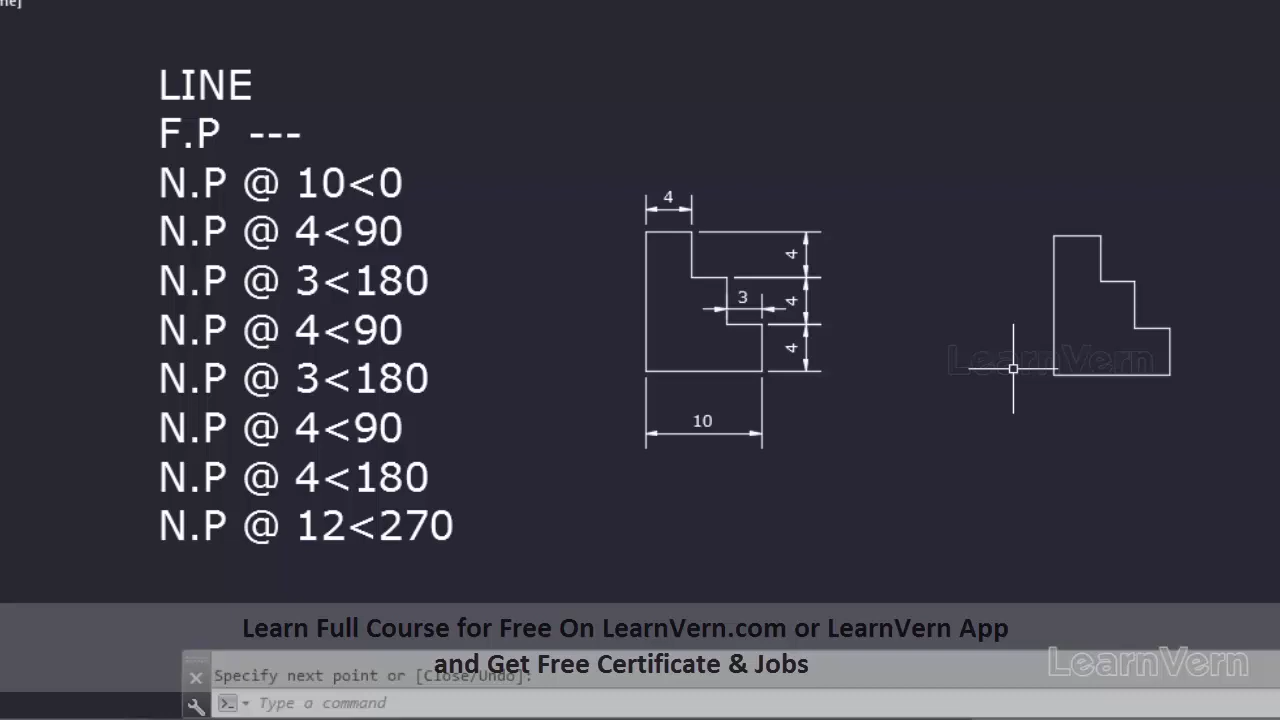 ne]
LINE
F.P ---
N.P @ 10<0
N.P @ 4<90
N.P @ 3<180
N.P @ 4<90
N.P @ 3<180
N.P @ 4<90
N.P @ 4<180
N.P @ 12<270
4
4
3
4
4
10
LearnVern
Learn Full Course for Free On LearnVern.com or LearnVern App
and Get Free Certificate & Jobs
LearnVern
Specify next point or [Close/Undo]:
Type a command